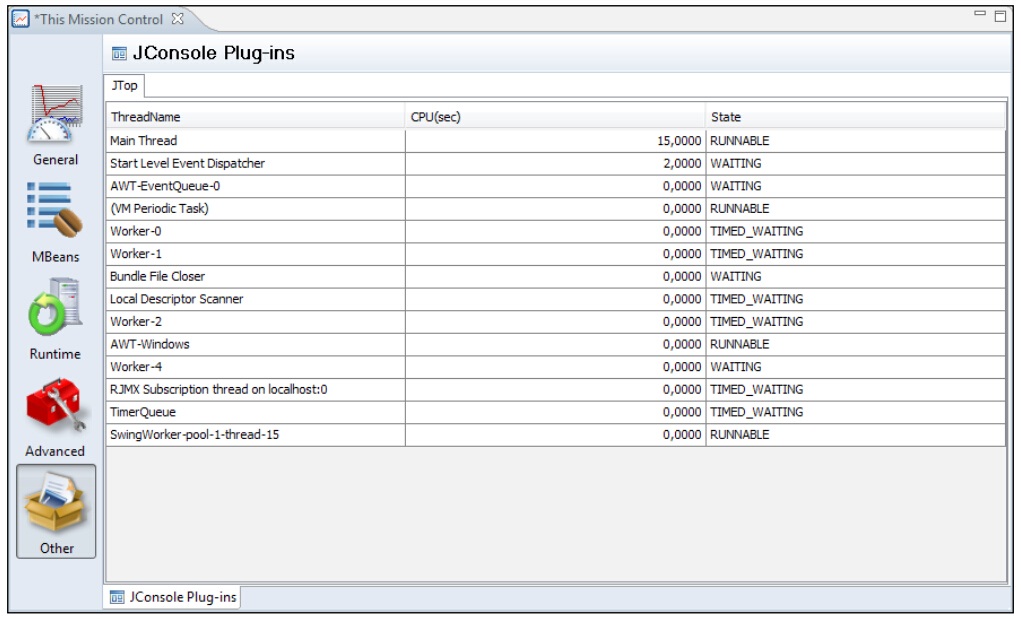 *This Mission Control
JConsole Plug-ins
JTop
ThreadName CPU(sec) State
Main Thread 15,0000 RUNNABLE
Start Level Event Dispatcher 2,0000 WAITING
AWT-EventQueue-0 0,0000 WAITING
(VM Periodic Task) 0,0000 RUNNABLE
Worker-0 0,0000 TIMED_WAITING
Worker-1 0,0000 TIMED_WAITING
Bundle File Closer 0,0000 WAITING
Local Descriptor Scanner 0,0000 TIMED_WAITING
Worker-2 0,0000 TIMED_WAITING
AWT-Windows 0,0000 RUNNABLE
Worker-4 0,0000 WAITING
RJMX Subscription thread on localhost:0 0,0000 TIMED_WAITING
TimerQueue 0,0000 TIMED_WAITING
SwingWorker-pool-1-thread-15 0,0000 RUNNABLE
General
MBeans
Runtime
Advanced
Other
JConsole Plug-ins